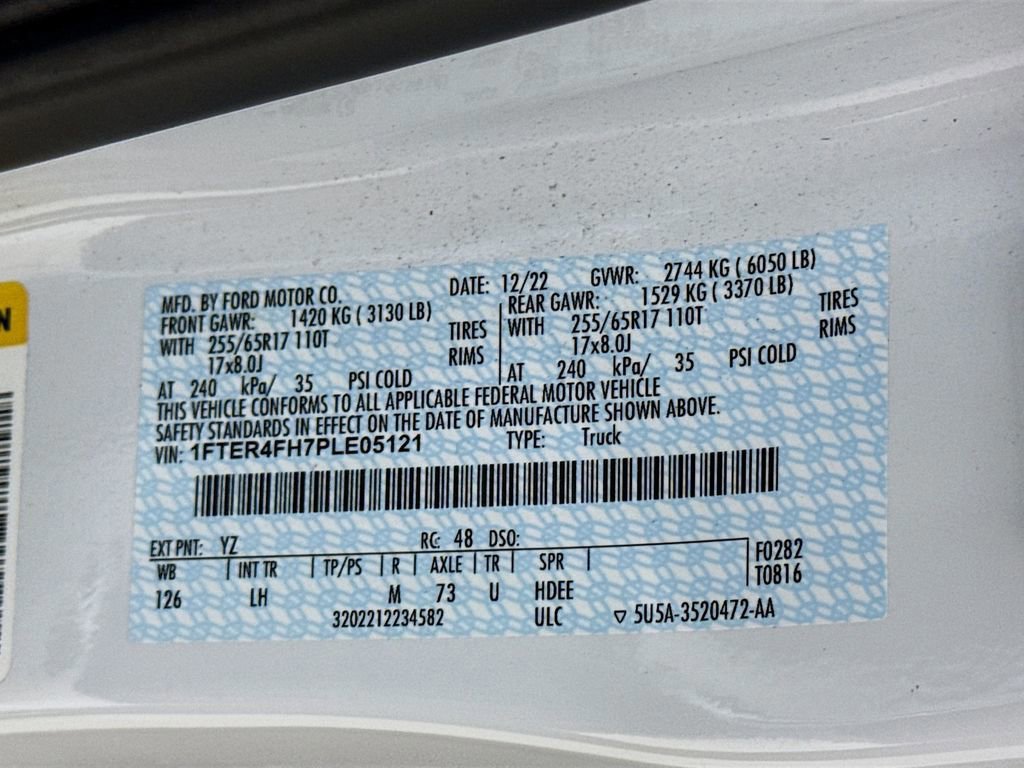 N
MFD. BY FORD MOTOR CO. DATE: 12/22 GVWR: 2744 KG ( 6050 LB)
FRONT GAWR: 1420 KG ( 3130 LB) REAR GAWR: 1529 KG ( 3370 LB)
WITH 255/65R17 110T TIRES WITH 255/65R17 110T TIRES
17x8.0J RIMS 17x8.0J RIMS
AT 240 kPa/ 35 PSI COLD AT 240 kPa/ 35 PSI COLD
THIS VEHICLE CONFORMS TO ALL APPLICABLE FEDERAL MOTOR VEHICLE
SAFETY STANDARDS IN EFFECT ON THE DATE OF MANUFACTURE SHOWN ABOVE.
VIN: 1FTER4FH7PLE05121 TYPE: Truck
EXT PNT: YZ RC: 48 DSO:
WB INT TR TP/PS R AXLE TR SPR F0282
126 LH M 73 U HDEE T0816
3202212234582 ULC ▽ 5U5A-3520472-AA